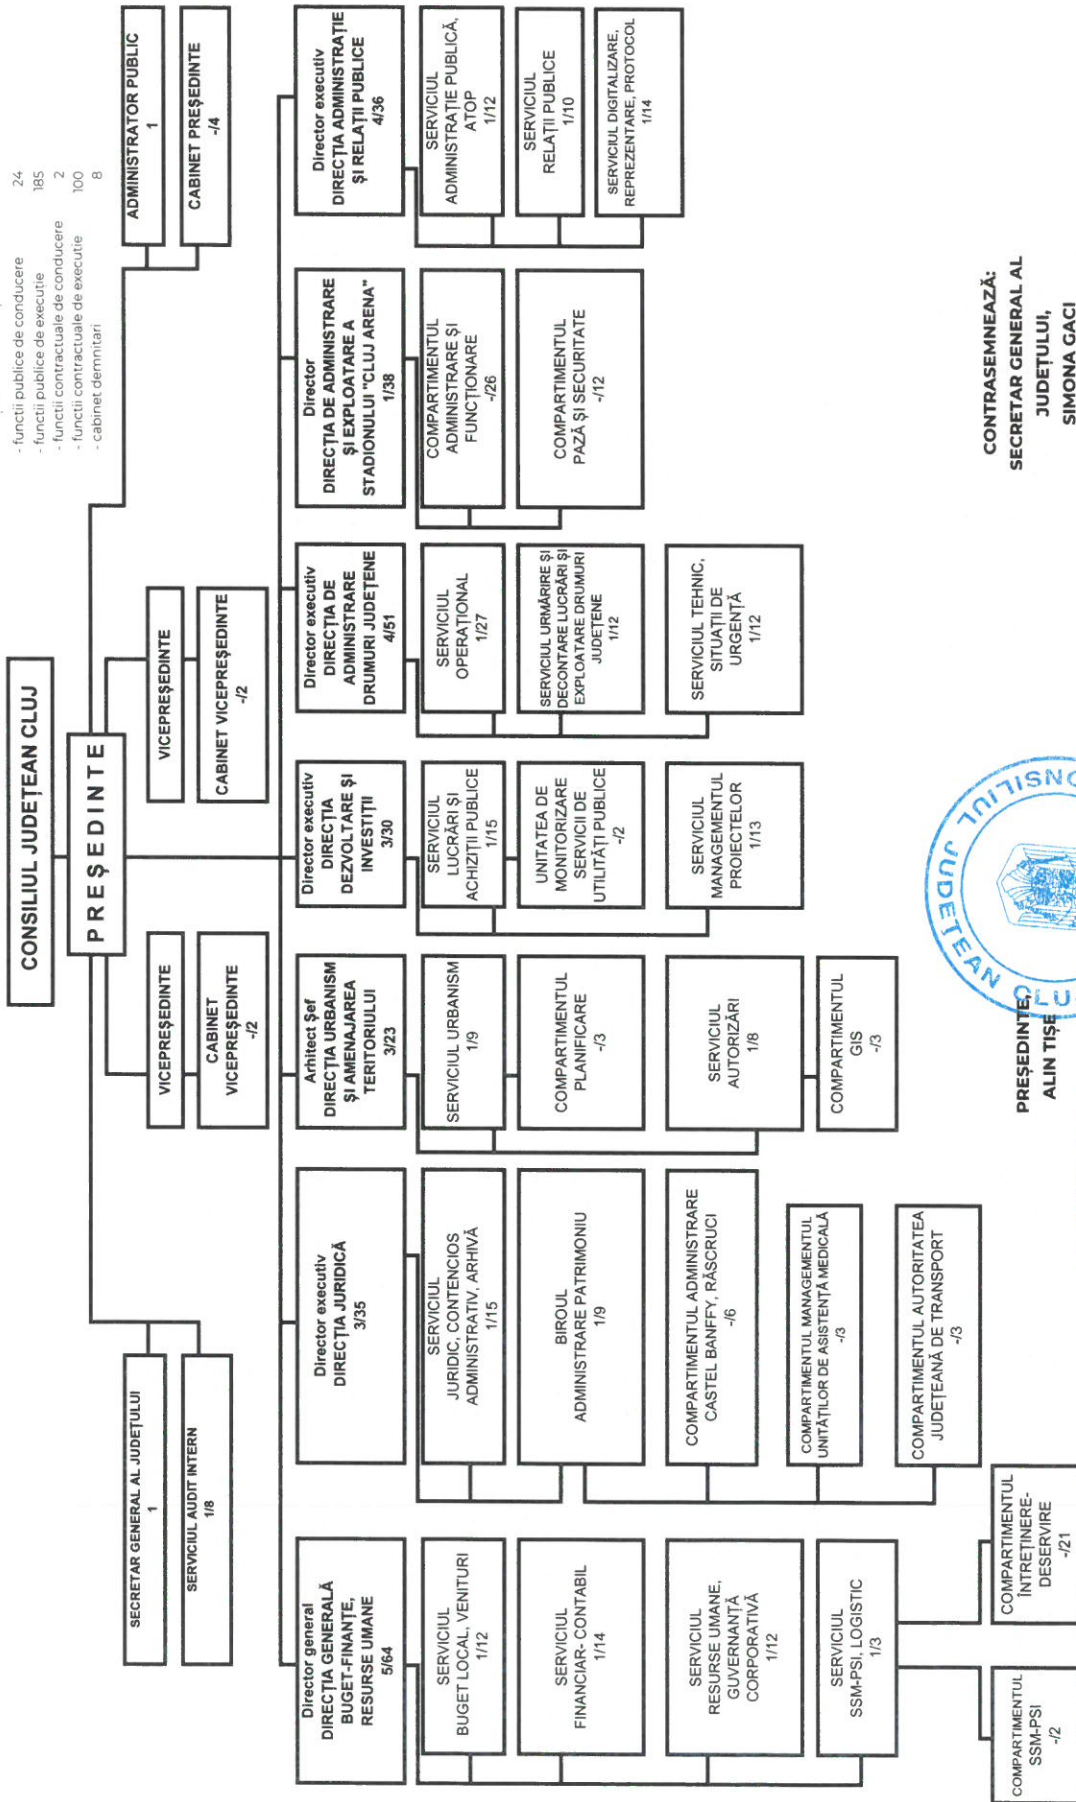 - functii publice de conducere 24
- functii publice de execuție 185
- functii contractuale de conducere 2
- functii contractuale de executie 100
- cabinet demnitari 8
CONSILIUL JUDEȚEAN CLUJ
PREȘEDINTE
SECRETAR GENERAL AL JUDEȚULUI
1
SERVICIUL AUDIT INTERN
1/8
VICEPREȘEDINTE
CABINET
VICEPREȘEDINTE
-/2
VICEPREȘEDINTE
CABINET VICEPREȘEDINTE
-/2
ADMINISTRATOR PUBLIC
1
CABINET PREȘEDINTE
-/4
Director general
DIRECȚIA GENERALĂ
BUGET-FINANȚE,
RESURSE UMANE
5/64
SERVICIUL
BUGET LOCAL, VENITURI
1/12
SERVICIUL
FINANCIAR- CONTABIL
1/14
SERVICIUL
RESURSE UMANE,
GUVERNANȚĂ
CORPORATIVĂ
1/12
SERVICIUL
SSM-PSI, LOGISTIC
1/3
COMPARTIMENTUL
SSM-PSI
-/2
COMPARTIMENTUL
ÎNTREȚINERE-
DESERVIRE
-/21
Director executiv
DIRECȚIA JURIDICĂ
3/35
SERVICIUL
JURIDIC, CONTENCIOS
ADMINISTRATIV, ARHIVĂ
1/15
BIROUL
ADMINISTRARE PATRIMONIU
1/9
COMPARTIMENTUL ADMINISTRARE
CASTEL BANFFY, RĂSCRUCI
-/6
COMPARTIMENTUL MANAGEMENTUL
UNITĂȚILOR DE ASISTENȚĂ MEDICALĂ
-/3
COMPARTIMENTUL AUTORITATEA
JUDEȚEANĂ DE TRANSPORT
-/3
Arhitect Șef
DIRECȚIA URBANISM
ȘI AMENAJAREA
TERITORIULUI
3/23
SERVICIUL URBANISM
1/9
COMPARTIMENTUL
PLANIFICARE
-/3
SERVICIUL
AUTORIZĂRI
1/8
COMPARTIMENTUL
GIS
-/3
Director executiv
DIRECȚIA
DEZVOLTARE ȘI
INVESTIȚII
3/30
SERVICIUL
LUCRĂRI ȘI
ACHIZIȚII PUBLICE
1/15
UNITATEA DE
MONITORIZARE
SERVICII DE
UTILITĂȚI PUBLICE
-/2
SERVICIUL
MANAGEMENTUL
PROIECTELOR
1/13
Director executiv
DIRECȚIA DE
ADMINISTRARE
DRUMURI JUDEȚENE
4/51
SERVICIUL
OPERAȚIONAL
1/27
SERVICIUL URMĂRIRE ȘI
DECONTARE LUCRĂRI ȘI
EXPLOATARE DRUMURI
JUDEȚENE
1/12
SERVICIUL TEHNIC,
SITUAȚII DE
URGENȚĂ
1/12
Director
DIRECȚIA DE ADMINISTRARE
ȘI EXPLOATARE A
STADIONULUI "CLUJ ARENA"
1/38
COMPARTIMENTUL
ADMINISTRARE ȘI
FUNCȚIONARE
-/26
COMPARTIMENTUL
PAZĂ ȘI SECURITATE
-/12
Director executiv
DIRECȚIA ADMINISTRAȚIE
ȘI RELAȚII PUBLICE
4/36
SERVICIUL
ADMINISTRAȚIE PUBLICĂ,
ATOP
1/12
SERVICIUL
RELAȚII PUBLICE
1/10
SERVICIUL DIGITALIZARE,
REPREZENTARE, PROTOCOL
1/14
PREȘEDINTE,
ALIN TIȘE
JUDEȚEAN CLU
CONTRASEMNEAZĂ:
SECRETAR GENERAL AL
JUDEȚULUI,
SIMONA GACI